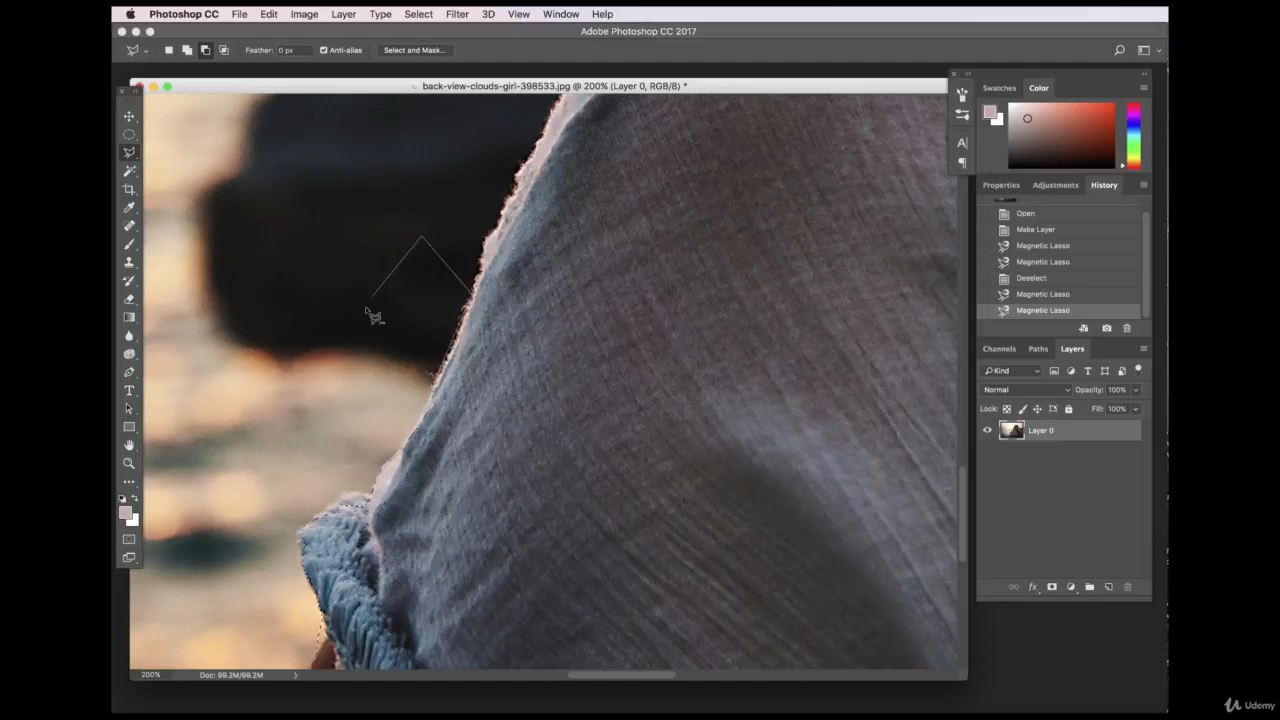 Photoshop CC File Edit Image Layer Type Select Filter 3D View Window Help
Adobe Photoshop CC 2017
Feather: 0 px Anti-alias Select and Mask...
back-view-clouds-girl-398533.jpg @ 200% (Layer 0, RGB/8) *
Swatches Color
Properties Adjustments History
Open
Make Layer
Magnetic Lasso
Magnetic Lasso
Deselect
Magnetic Lasso
Magnetic Lasso
Channels Paths Layers
Kind
Normal Opacity: 100%
Lock: Fill: 100%
Layer 0
200% Doc: 99.2M/99.2M
Udemy